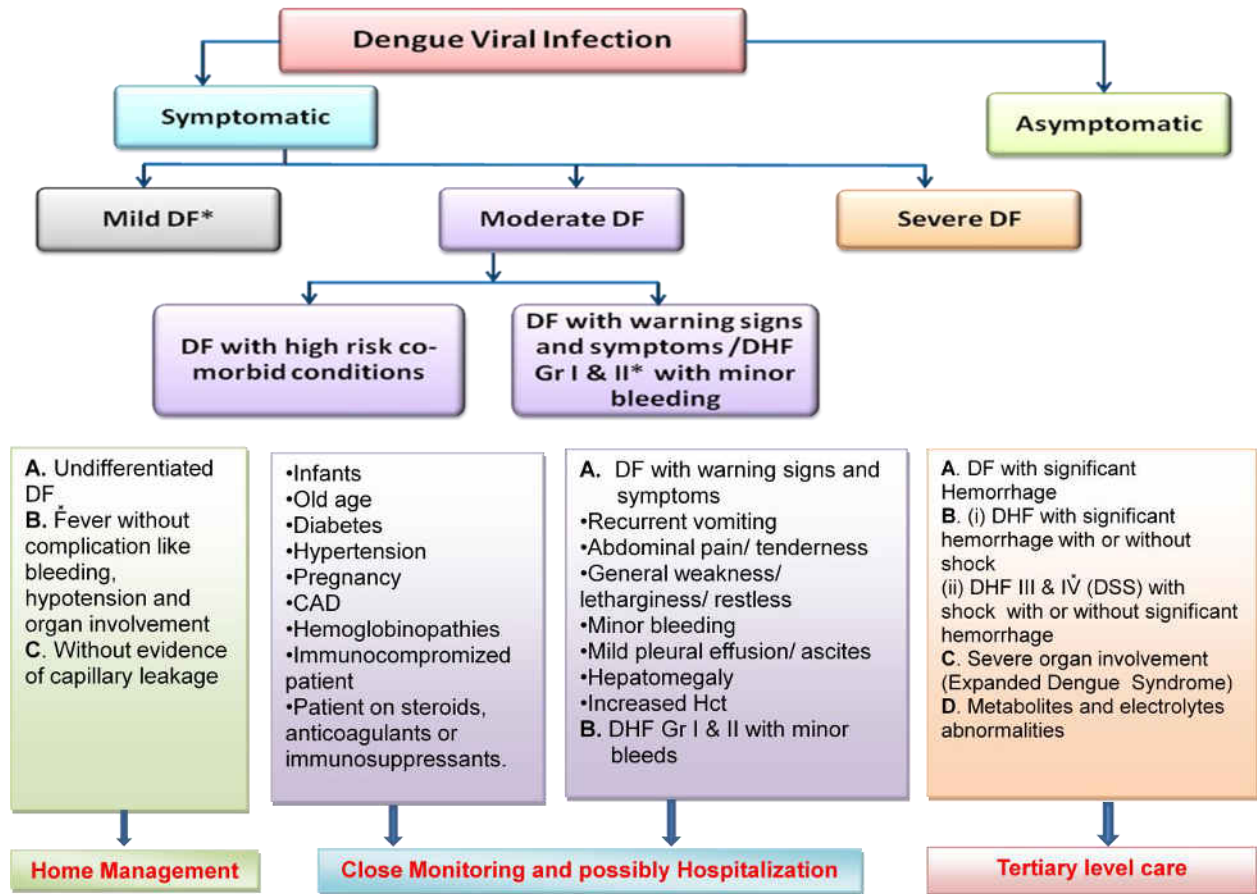 Dengue Viral Infection
Symptomatic
Asymptomatic
Mild DF*
Moderate DF
Severe DF
DF with high risk co-
morbid conditions
DF with warning signs
and symptoms /DHF
Gr I & II* with minor
bleeding
A. Undifferentiated
DF
B. Fever without
complication like
bleeding,
hypotension and
organ involvement
C. Without evidence
of capillary leakage
•Infants
•Old age
•Diabetes
•Hypertension
•Pregnancy
•CAD
•Hemoglobinopathies
•Immunocompromized
patient
•Patient on steroids,
anticoagulants or
immunosuppressants.
A. DF with warning signs and
symptoms
•Recurrent vomiting
•Abdominal pain/ tenderness
•General weakness/
letharginess/ restless
•Minor bleeding
•Mild pleural effusion/ ascites
•Hepatomegaly
•Increased Hct
B. DHF Gr I & II with minor
bleeds
A. DF with significant
Hemorrhage
B. (i) DHF with significant
hemorrhage with or without
shock
(ii) DHF III & IV* (DSS) with
shock with or without significant
hemorrhage
C. Severe organ involvement
(Expanded Dengue Syndrome)
D. Metabolites and electrolytes
abnormalities
Home Management
Close Monitoring and possibly Hospitalization
Tertiary level care